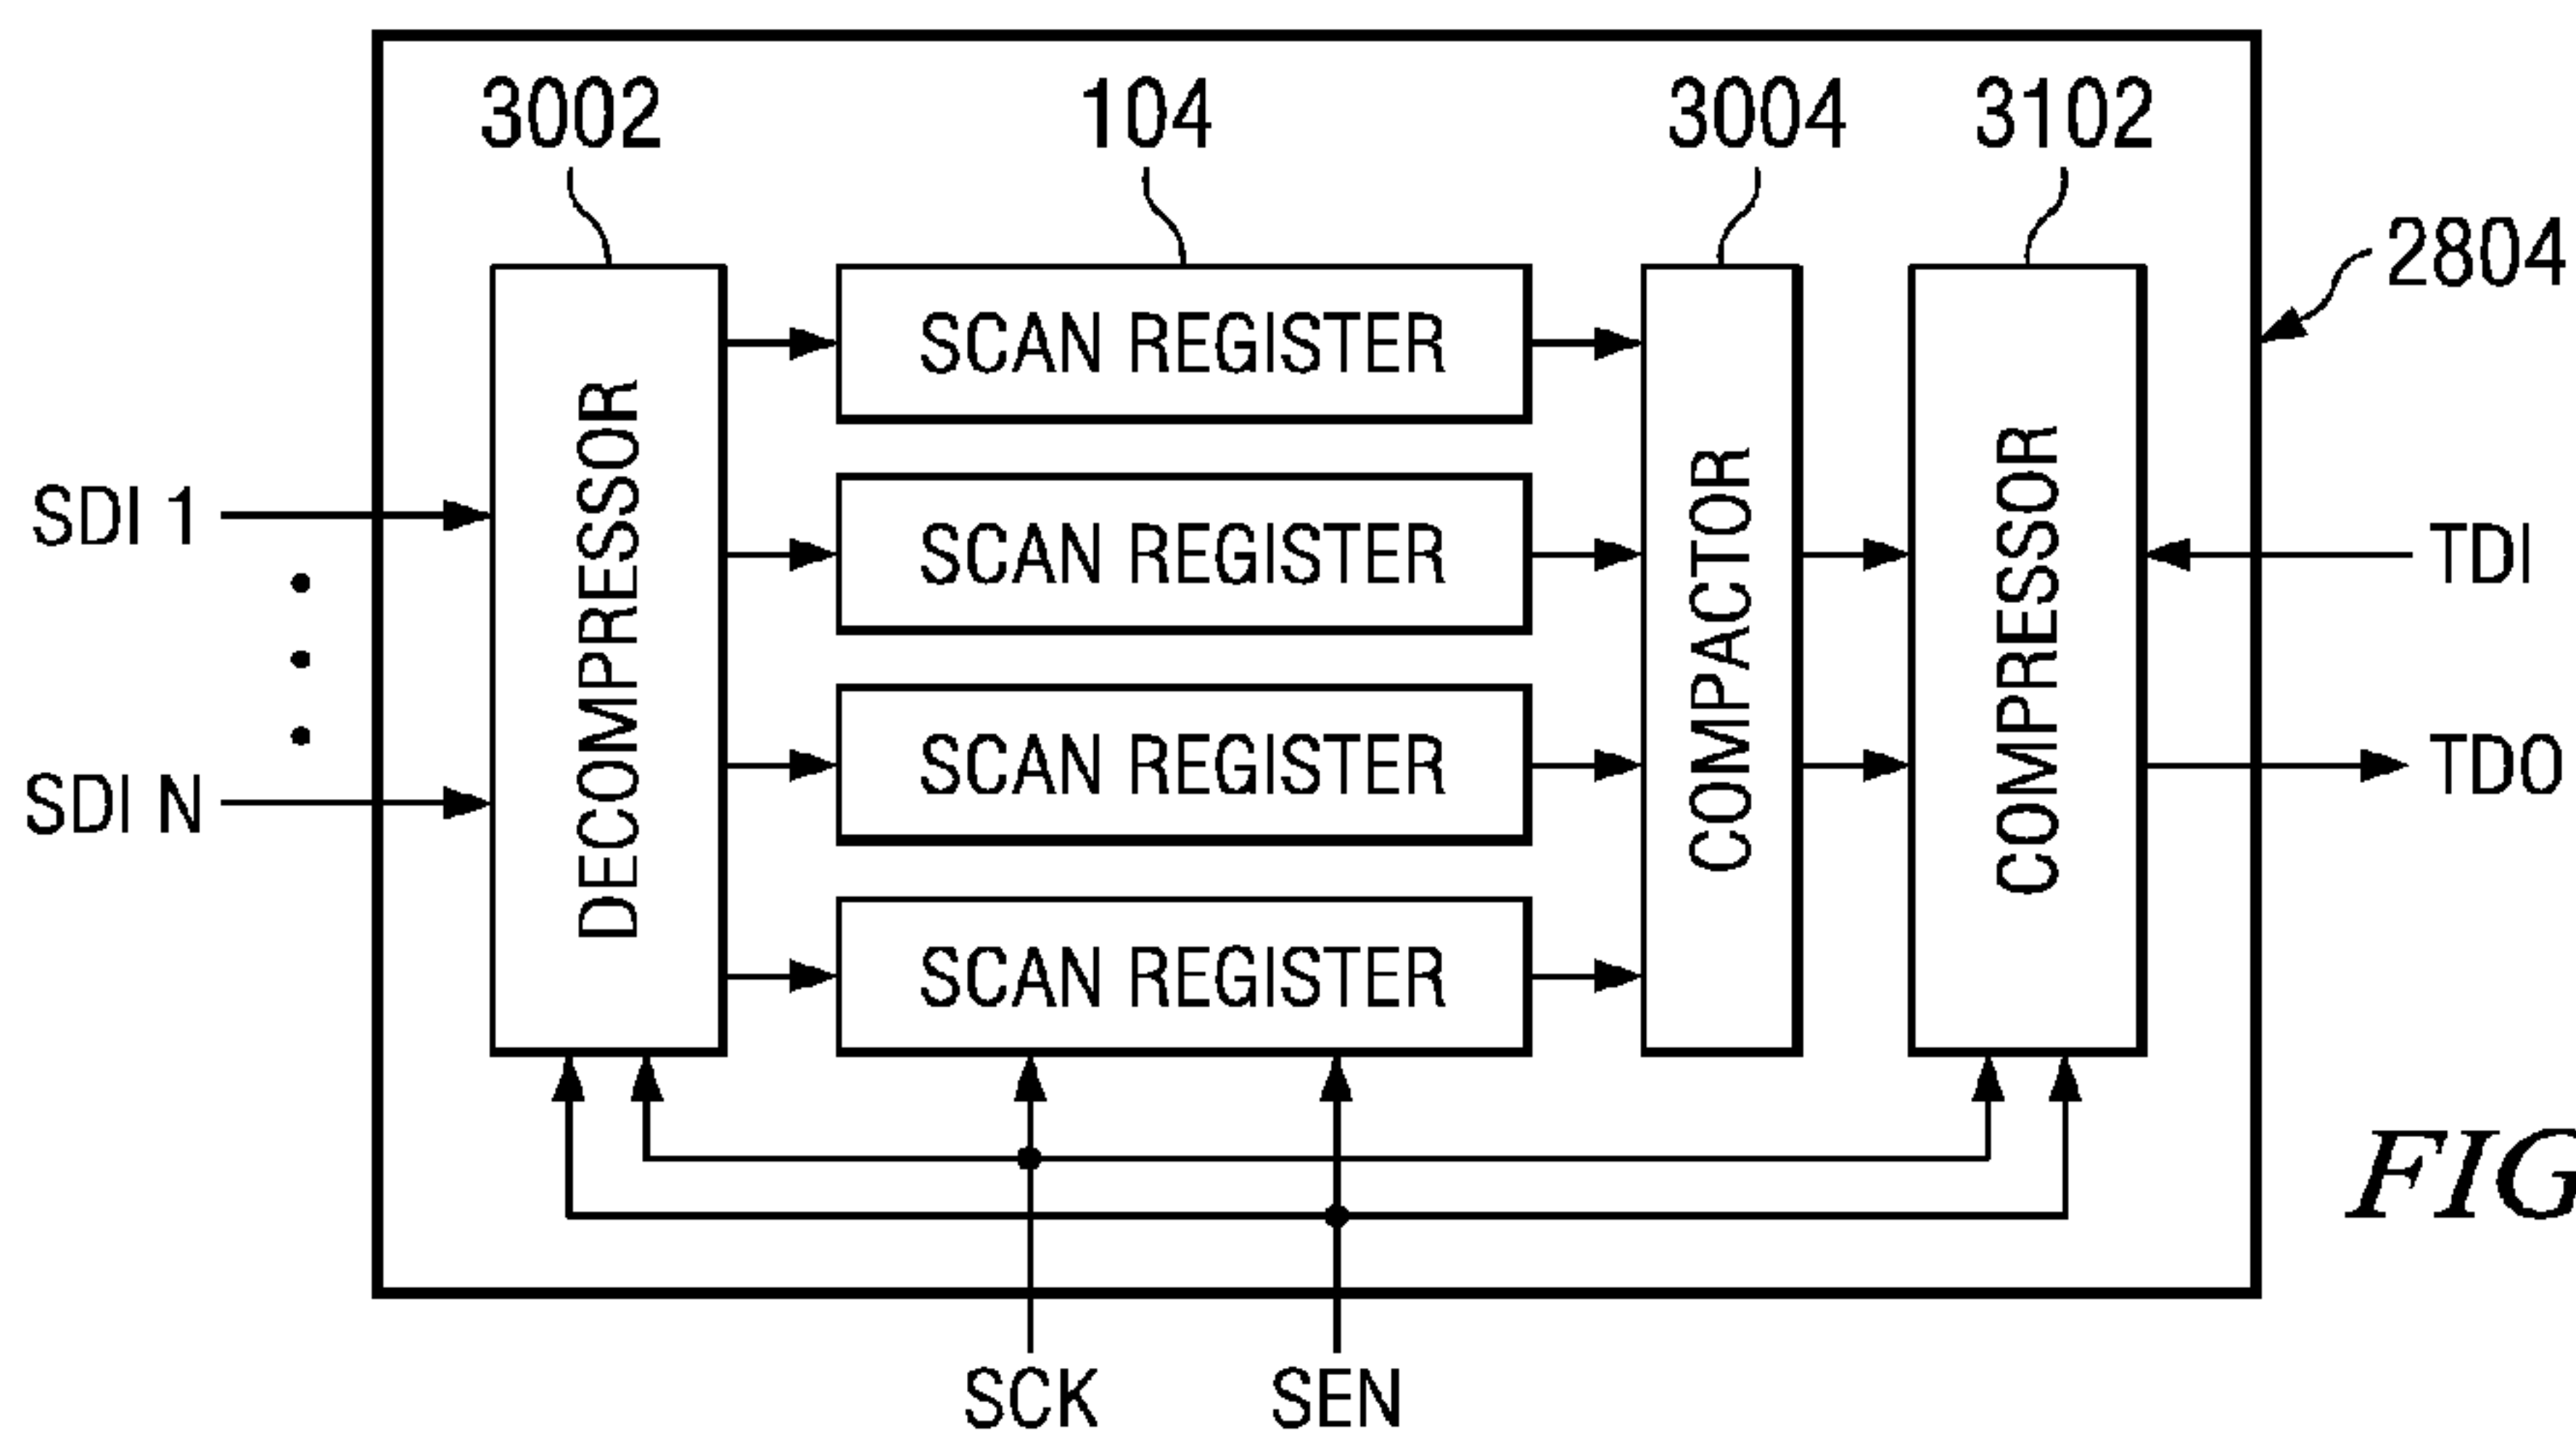 3002
104
3004
3102
2804
DECOMPRESSOR
SCAN REGISTER
SCAN REGISTER
SCAN REGISTER
SCAN REGISTER
COMPACTOR
COMPRESSOR
SDI 1
SDI N
TDI
TDO
SCK
SEN
FIG